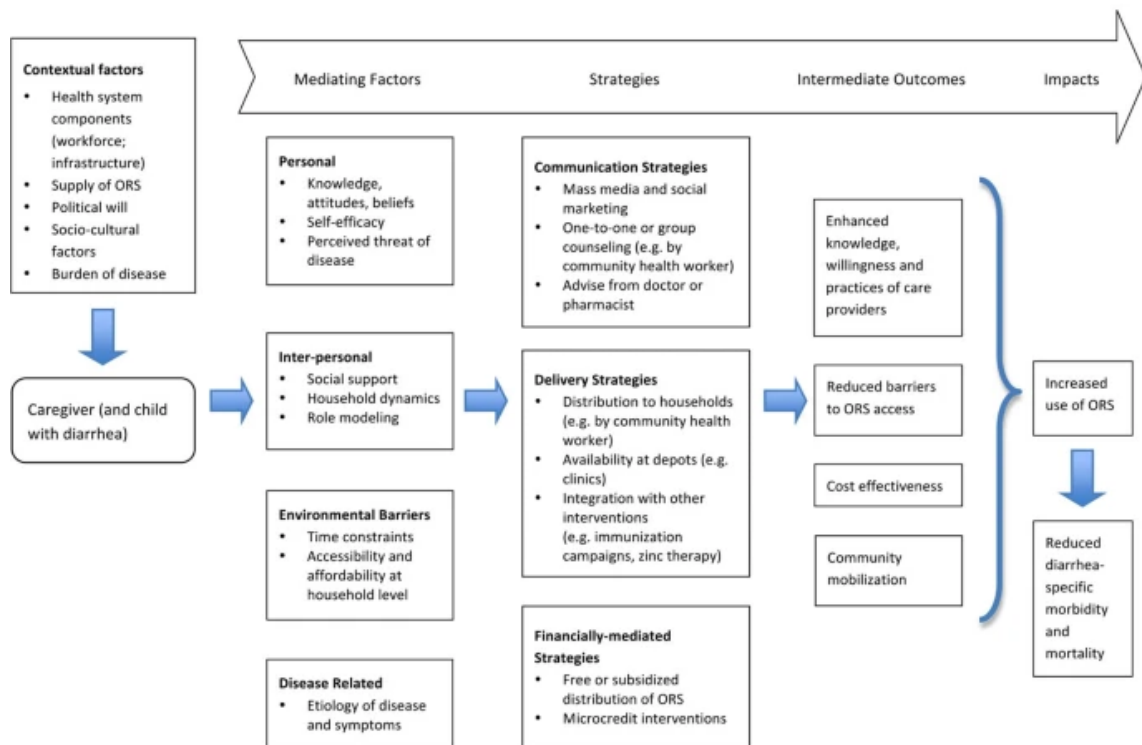 Contextual factors
• Health system
components
(workforce;
infrastructure)
• Supply of ORS
• Political will
• Socio-cultural
factors
• Burden of disease
Caregiver (and child
with diarrhea)
Mediating Factors
Strategies
Intermediate Outcomes
Impacts
Personal
• Knowledge,
attitudes, beliefs
• Self-efficacy
• Perceived threat of
disease
Inter-personal
• Social support
• Household dynamics
• Role modeling
Environmental Barriers
• Time constraints
• Accessibility and
affordability at
household level
Disease Related
• Etiology of disease
and symptoms
Communication Strategies
• Mass media and social
marketing
• One-to-one or group
counseling (e.g. by
community health worker)
• Advise from doctor or
pharmacist
Delivery Strategies
• Distribution to households
(e.g. by community health
worker)
• Availability at depots (e.g.
clinics)
• Integration with other
interventions
(e.g. immunization
campaigns, zinc therapy)
Financially-mediated
Strategies
• Free or subsidized
distribution of ORS
• Microcredit interventions
Enhanced
knowledge,
willingness and
practices of care
providers
Reduced barriers
to ORS access
Cost effectiveness
Community
mobilization
Increased
use of ORS
Reduced
diarrhea-
specific
morbidity
and
mortality